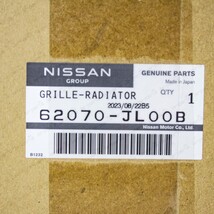 NISSAN
GROUP
GENUINE PARTS
Made in Japan
GRILLE-RADIATOR
QTY
1
2023/08/22B5
62070-JL00B
Nissan Motor Co., Ltd.